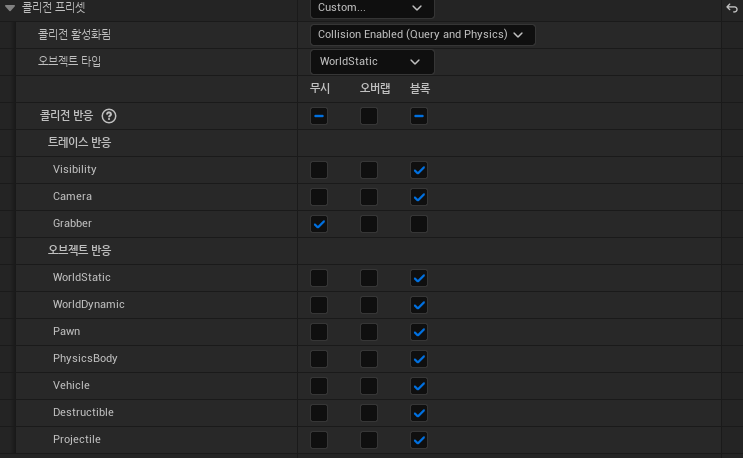 콜리전 프리셋 Custom...
콜리전 활성화됨 Collision Enabled (Query and Physics)
오브젝트 타입 WorldStatic
무시 오버랩 블록
콜리전 반응 ?
트레이스 반응
Visibility
Camera
Grabber
오브젝트 반응
WorldStatic
WorldDynamic
Pawn
PhysicsBody
Vehicle
Destructible
Projectile